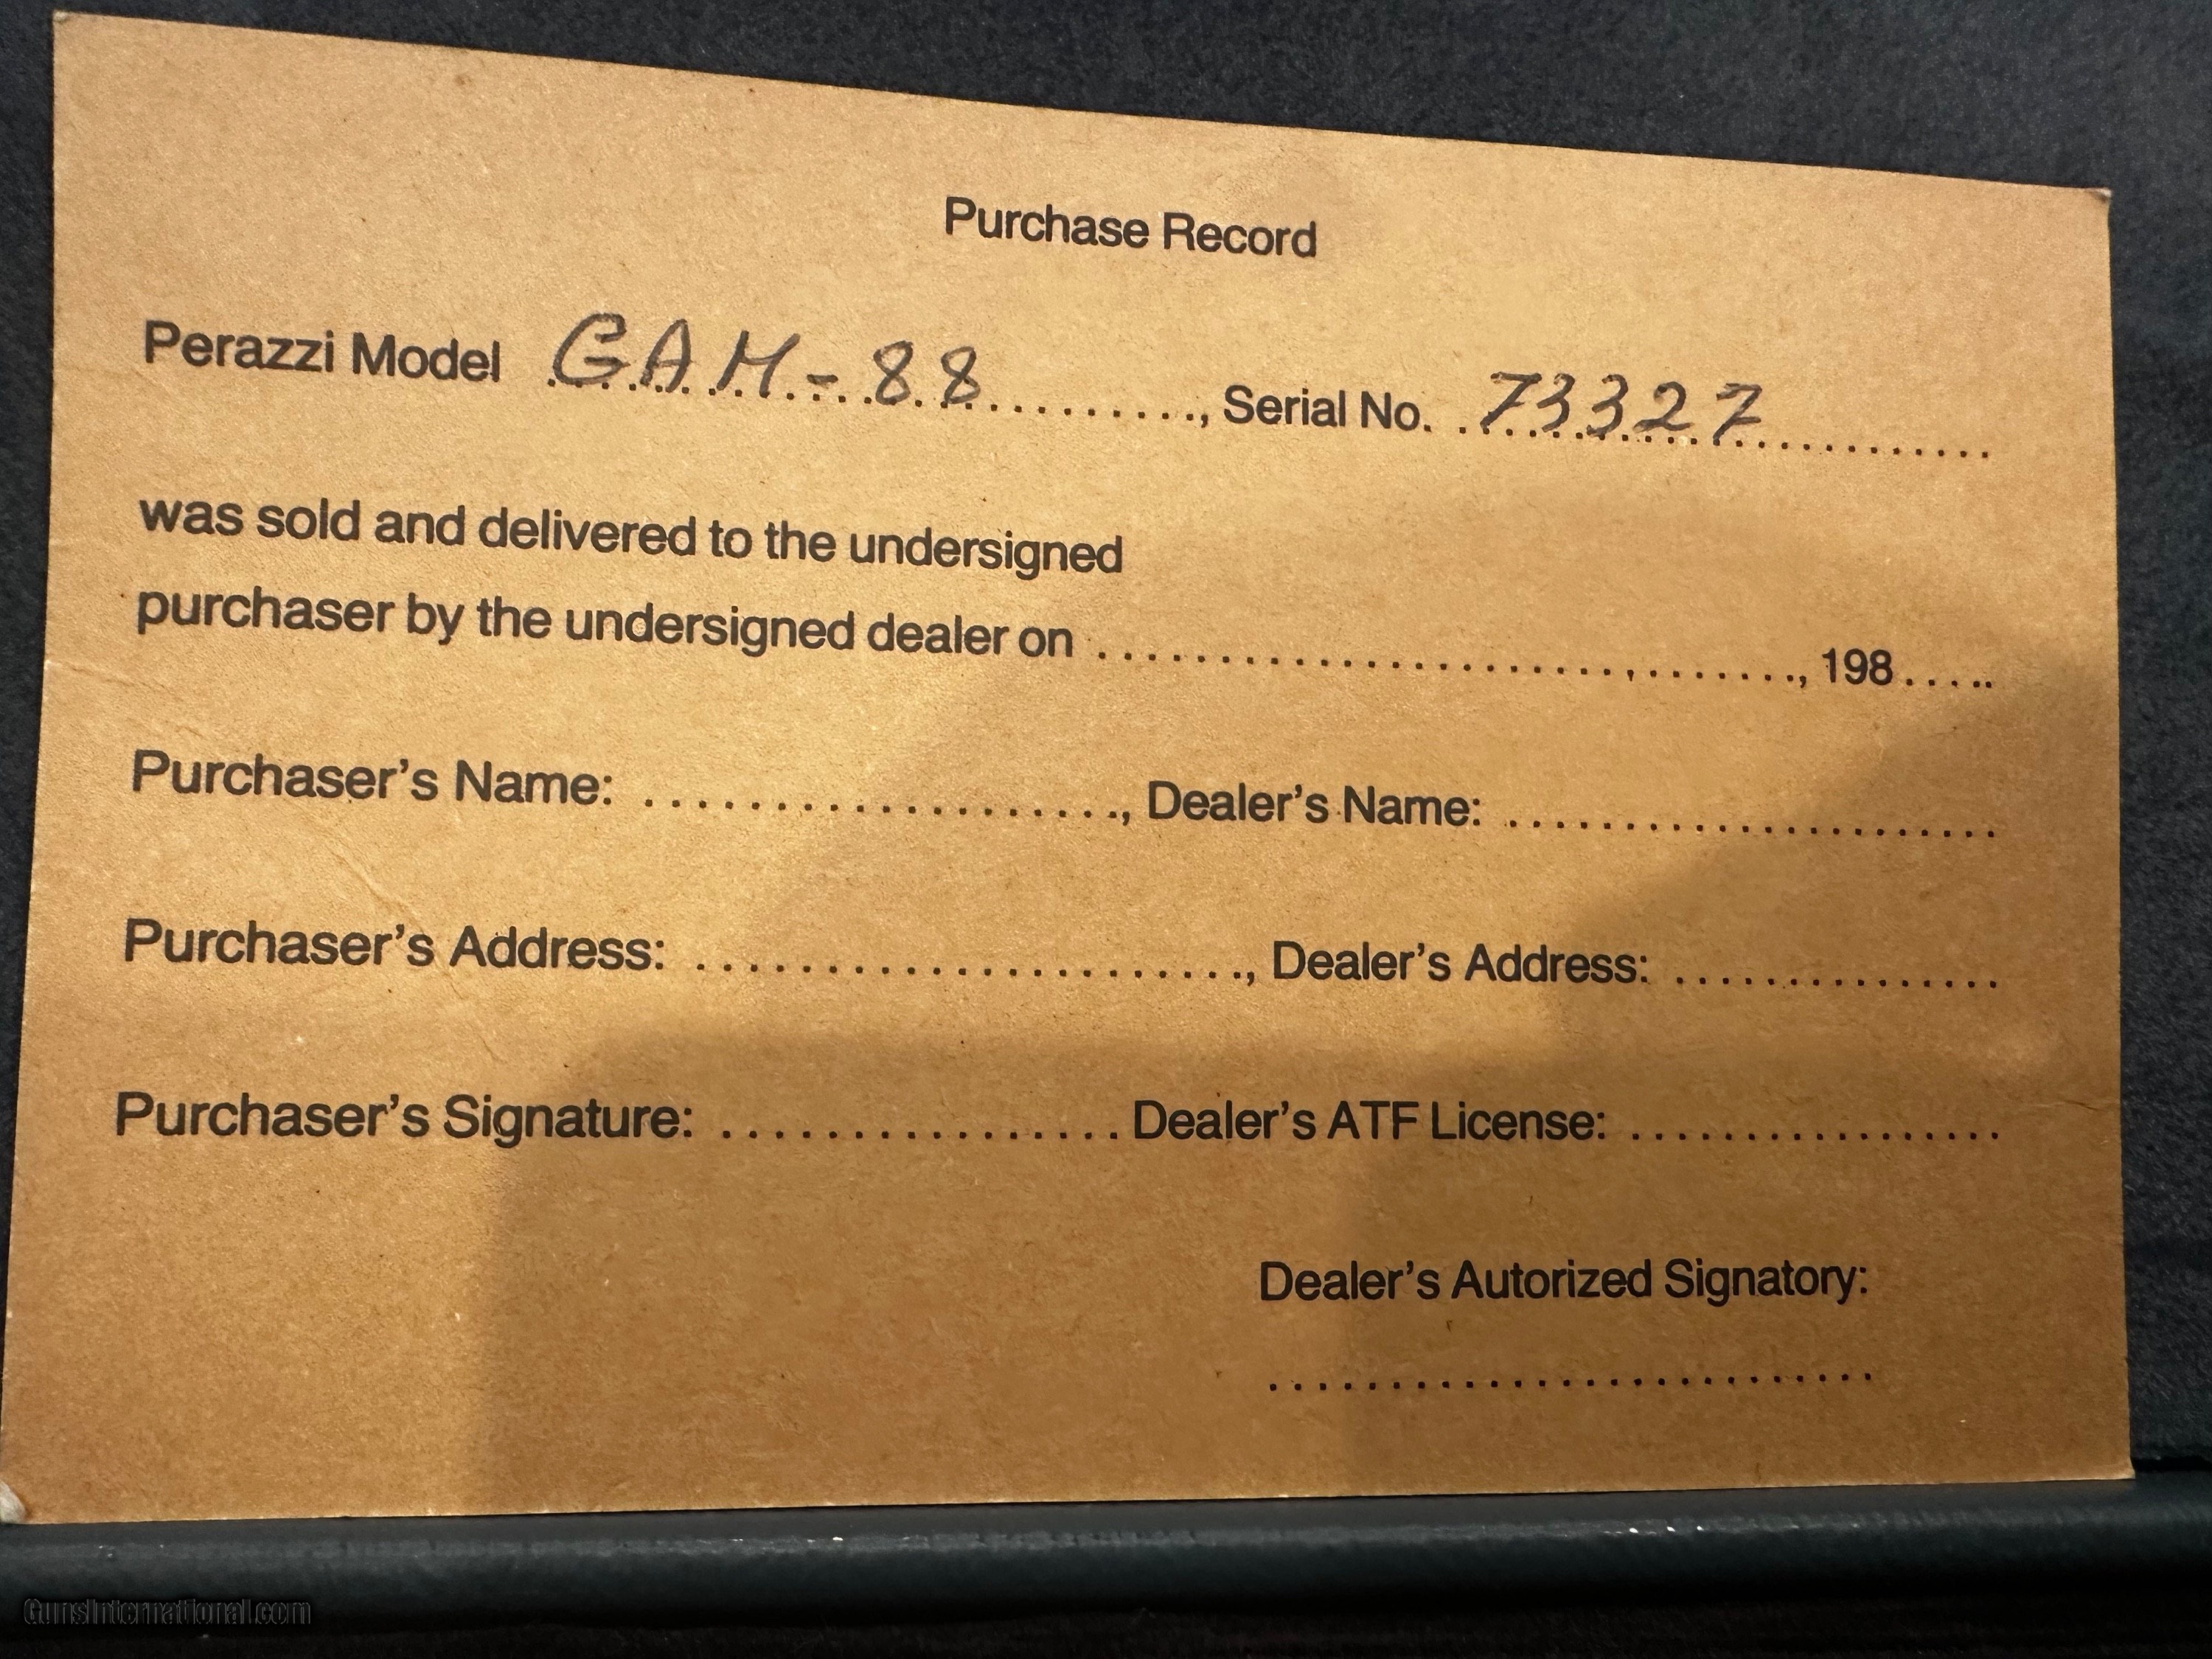 Purchase Record
Perazzi Model GAM-88........., Serial No. 73327.............
was sold and delivered to the undersigned
purchaser by the undersigned dealer on ............................., 198.....
Purchaser's Name: ...................., Dealer's Name: .....................
Purchaser's Address: ........................, Dealer's Address: ...............
Purchaser's Signature: .................Dealer's ATF License: .................
Dealer's Autorized Signatory:
...........................
GunsInternational.com